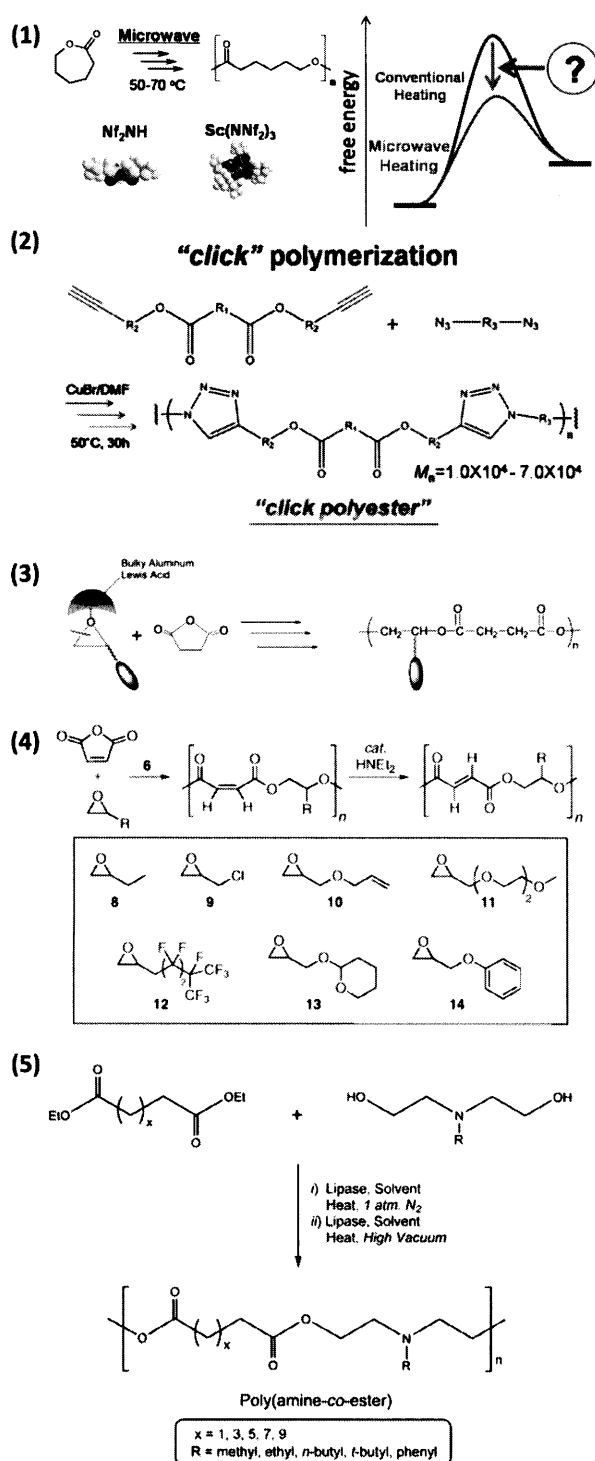 (1)
O
O
Microwave
50-70 ºC
O
O
n
Nf₂NH
Sc(NNf₂)₃
free energy
Conventional
Heating
Microwave
Heating
?
(2)
"click" polymerization
R₂
O
R₁
O
R₂
O
O
+
N₃—R₃—N₃
CuBr/DMF
50°C, 30h
N
N
N
R₂
O
R₁
O
R₂
O
O
N
N
N
R₃
n
Mₙ=1.0X10⁴ - 7.0X10⁴
"click polyester"
(3)
Bulky Aluminum
Lewis Acid
O
+
O
O
O
CH₂—CH—O—C—CH₂—CH₂—C—O
O
O
n
(4)
O
O
O
+
O
R
6
O
O
O
O
H
H
R
n
cat.
HNEt₂
O
H
H
O
O
R
O
n
O
8
O
Cl
9
O
O
10
O
O
O
2
11
O
F
F
F
2
CF₃
CF₃
12
O
O
O
13
O
O
14
(5)
O
EtO
x
OEt
O
+
HO
N
R
OH
i) Lipase, Solvent
Heat, 1 atm. N₂
ii) Lipase, Solvent
Heat, High Vacuum
O
O
x
O
O
N
R
n
Poly(amine-co-ester)
x = 1, 3, 5, 7, 9
R = methyl, ethyl, n-butyl, t-butyl, phenyl